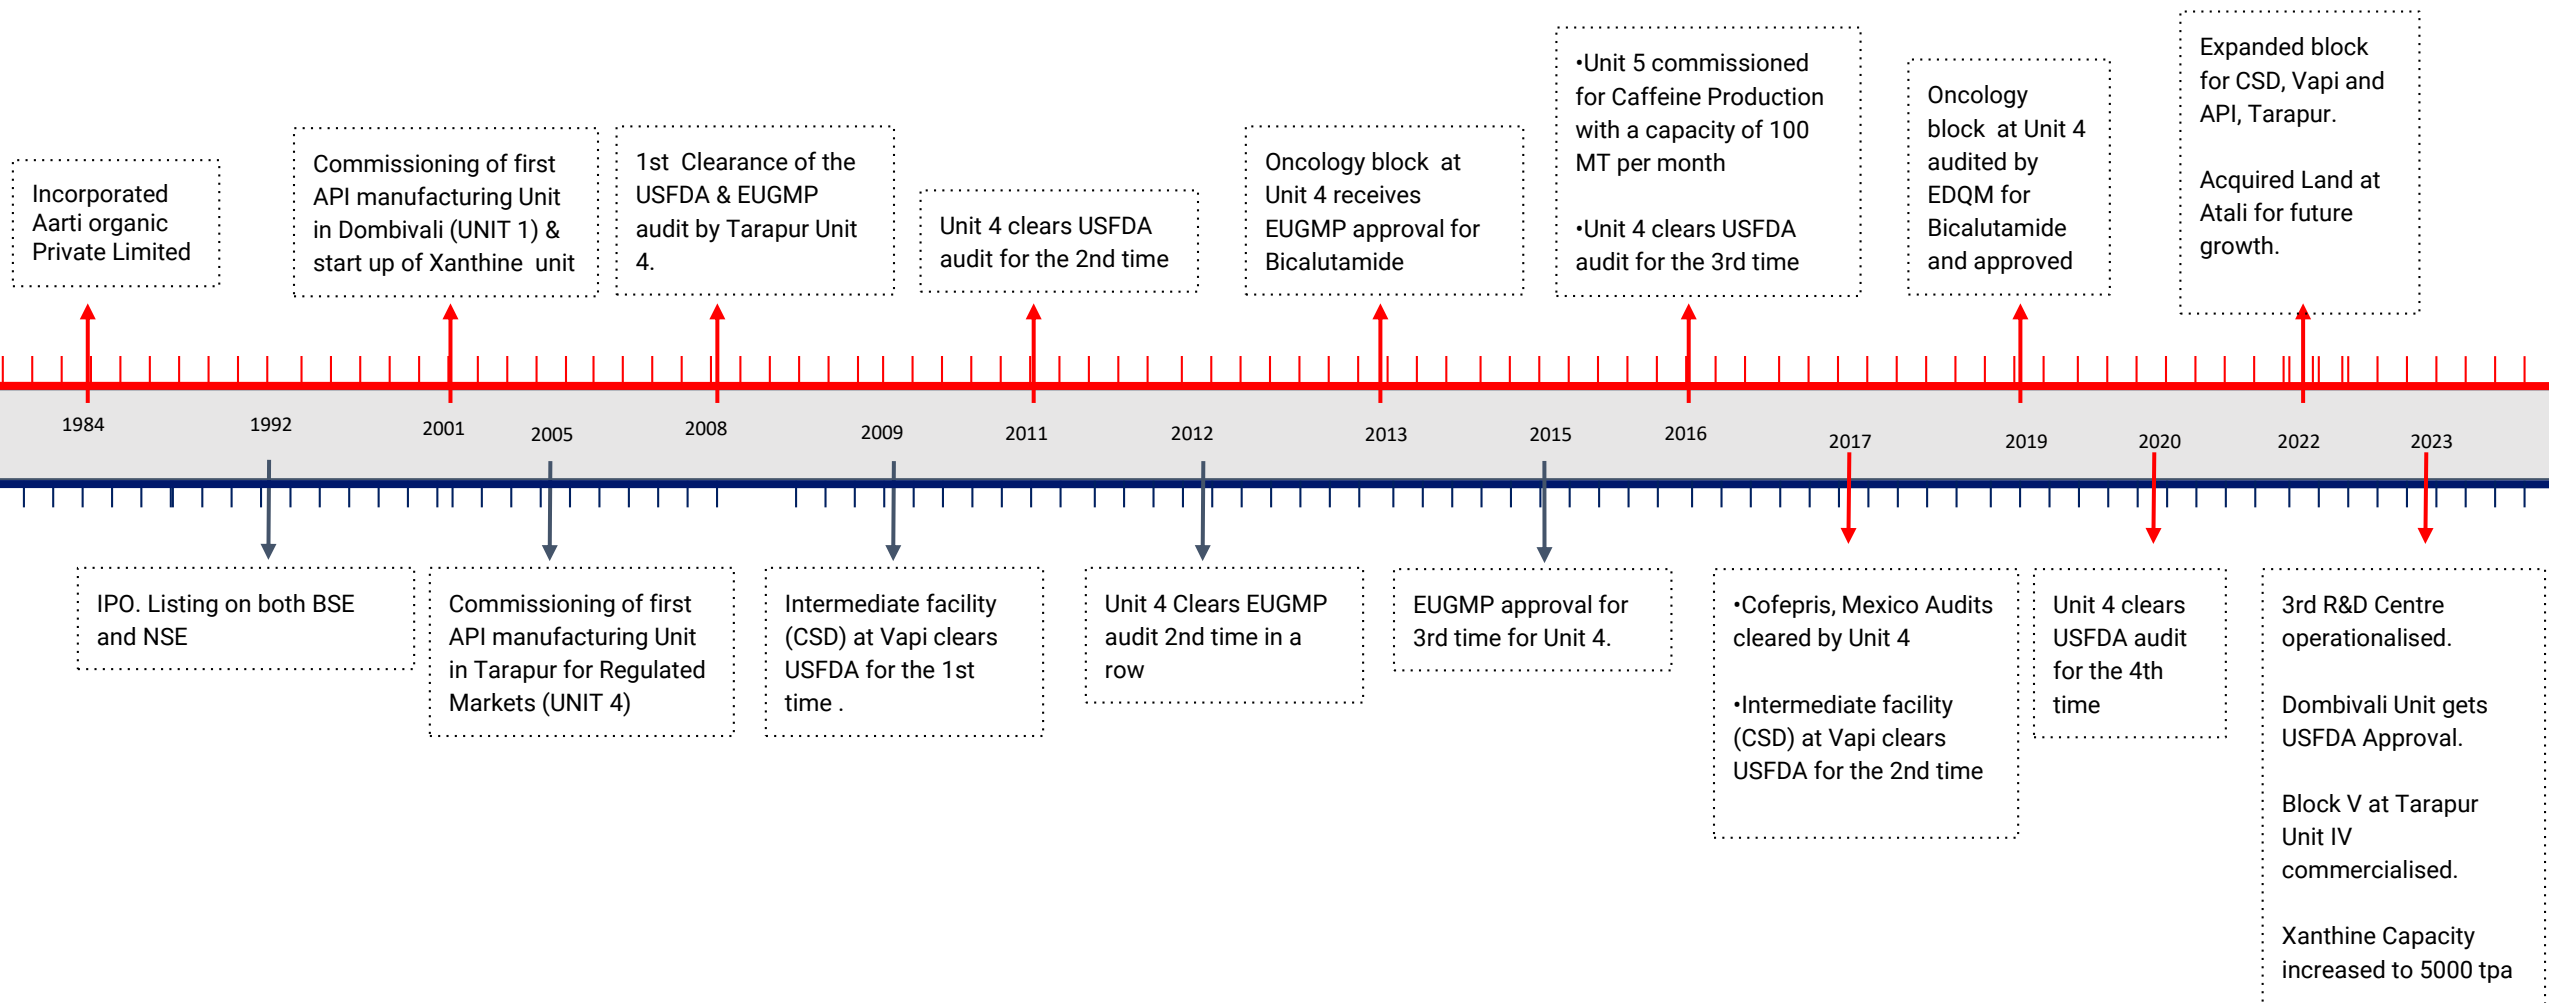 Incorporated
Aarti organic
Private Limited
Commissioning of first
API manufacturing Unit
in Dombivali (UNIT 1) &
start up of Xanthine unit
1st Clearance of the
USFDA & EUGMP
audit by Tarapur Unit
4.
Unit 4 clears USFDA
audit for the 2nd time
Oncology block at
Unit 4 receives
EUGMP approval for
Bicalutamide
•Unit 5 commissioned
for Caffeine Production
with a capacity of 100
MT per month
•Unit 4 clears USFDA
audit for the 3rd time
Oncology
block at Unit 4
audited by
EDQM for
Bicalutamide
and approved
Expanded block
for CSD, Vapi and
API, Tarapur.
Acquired Land at
Atali for future
growth.
1984
1992
2001
2005
2008
2009
2011
2012
2013
2015
2016
2017
2019
2020
2022
2023
IPO. Listing on both BSE
and NSE
Commissioning of first
API manufacturing Unit
in Tarapur for Regulated
Markets (UNIT 4)
Intermediate facility
(CSD) at Vapi clears
USFDA for the 1st
time .
Unit 4 Clears EUGMP
audit 2nd time in a
row
EUGMP approval for
3rd time for Unit 4.
•Cofepris, Mexico Audits
cleared by Unit 4
•Intermediate facility
(CSD) at Vapi clears
USFDA for the 2nd time
Unit 4 clears
USFDA audit
for the 4th
time
3rd R&D Centre
operationalised.
Dombivali Unit gets
USFDA Approval.
Block V at Tarapur
Unit IV
commercialised.
Xanthine Capacity
increased to 5000 tpa